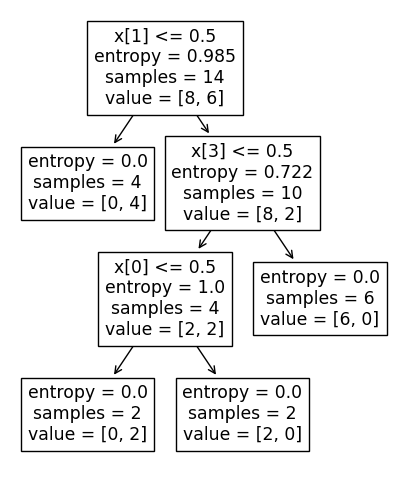 x[1] <= 0.5
entropy = 0.985
samples = 14
value = [8, 6]
entropy = 0.0
samples = 4
value = [0, 4]
x[3] <= 0.5
entropy = 0.722
samples = 10
value = [8, 2]
x[0] <= 0.5
entropy = 1.0
samples = 4
value = [2, 2]
entropy = 0.0
samples = 6
value = [6, 0]
entropy = 0.0
samples = 2
value = [0, 2]
entropy = 0.0
samples = 2
value = [2, 0]